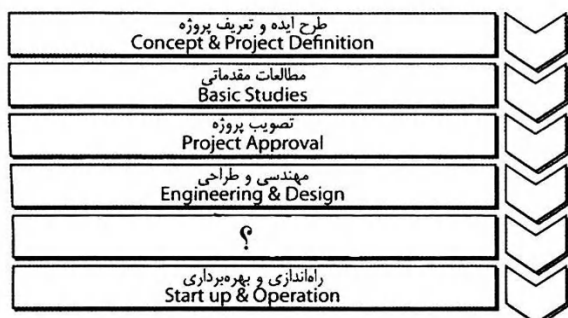 طرح ایده و تعریف پروژه
Concept & Project Definition
مطالعات مقدماتی
Basic Studies
تصویب پروژه
Project Approval
مهندسی و طراحی
Engineering & Design
؟
راه‌اندازی و بهره‌برداری
Start up & Operation